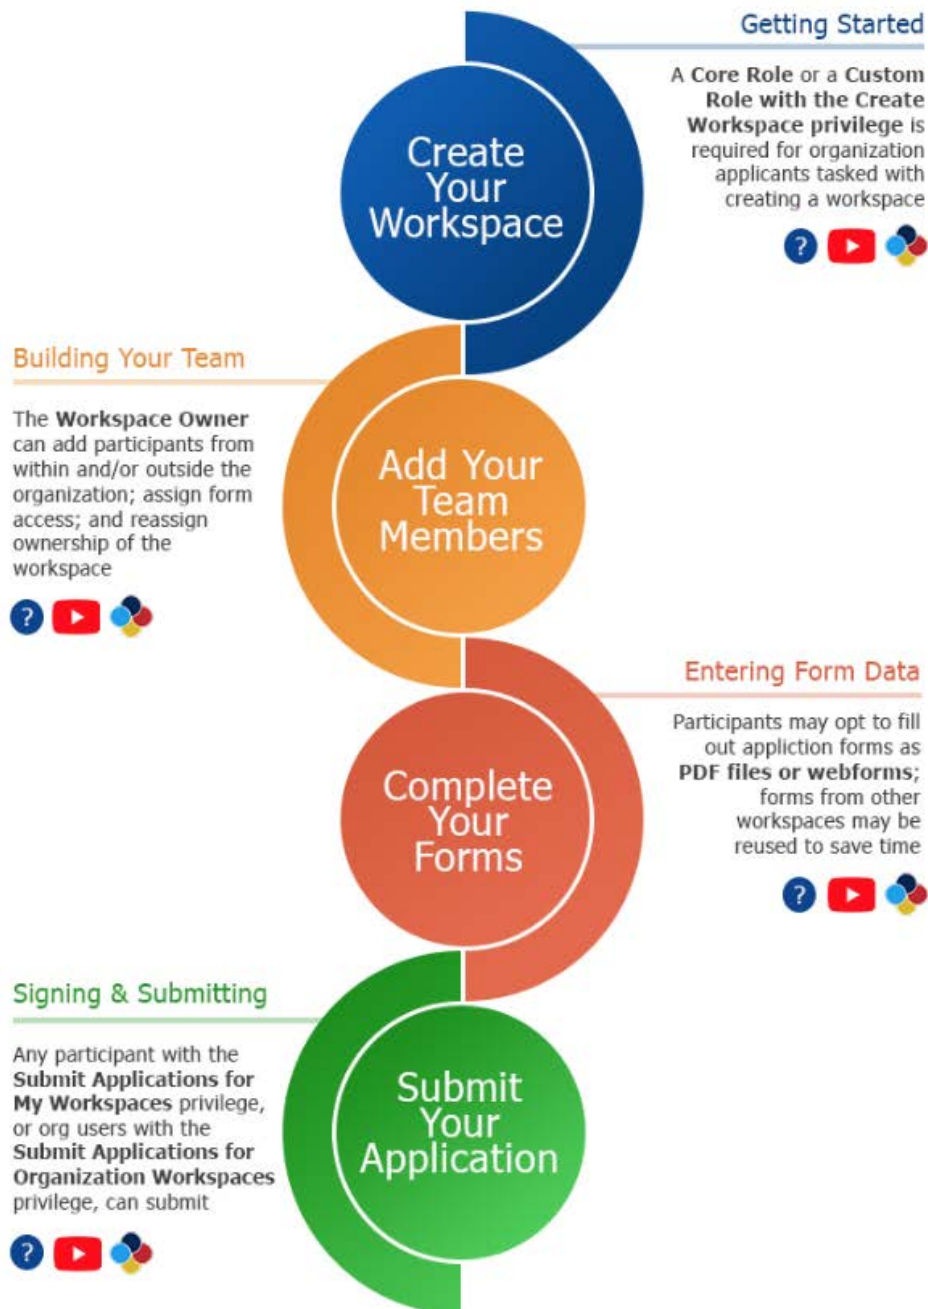 Getting Started
A Core Role or a Custom
Role with the Create
Workspace privilege is
required for organization
applicants tasked with
creating a workspace
?
Create
Your
Workspace
Building Your Team
The Workspace Owner
can add participants from
within and/or outside the
organization; assign form
access; and reassign
ownership of the
workspace
?
Add Your
Team
Members
Entering Form Data
Participants may opt to fill
out appliction forms as
PDF files or webforms;
forms from other
workspaces may be
reused to save time
?
Complete
Your
Forms
Signing & Submitting
Any participant with the
Submit Applications for
My Workspaces privilege,
or org users with the
Submit Applications for
Organization Workspaces
privilege, can submit
?
Submit
Your
Application